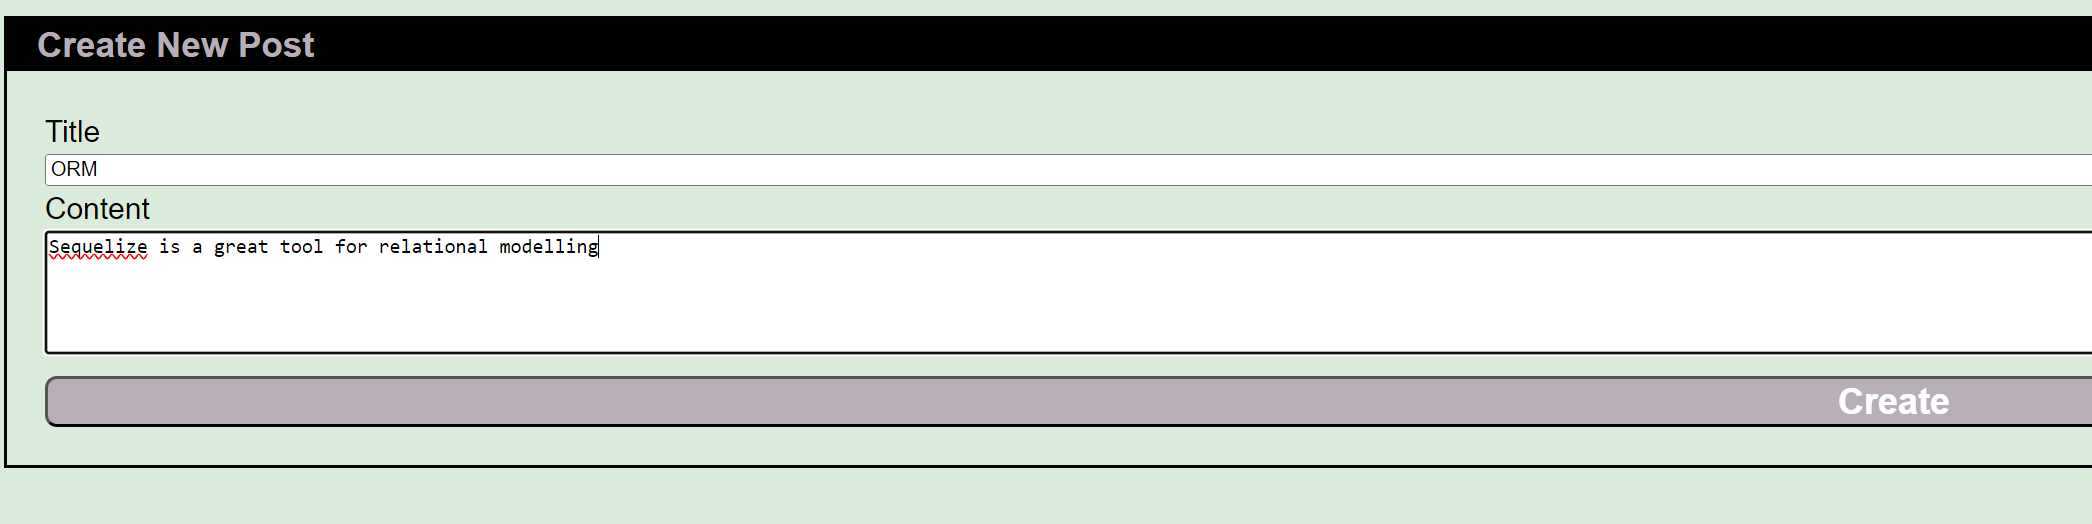 Create New Post
Title
ORM
Content
Sequelize is a great tool for relational modelling
Create